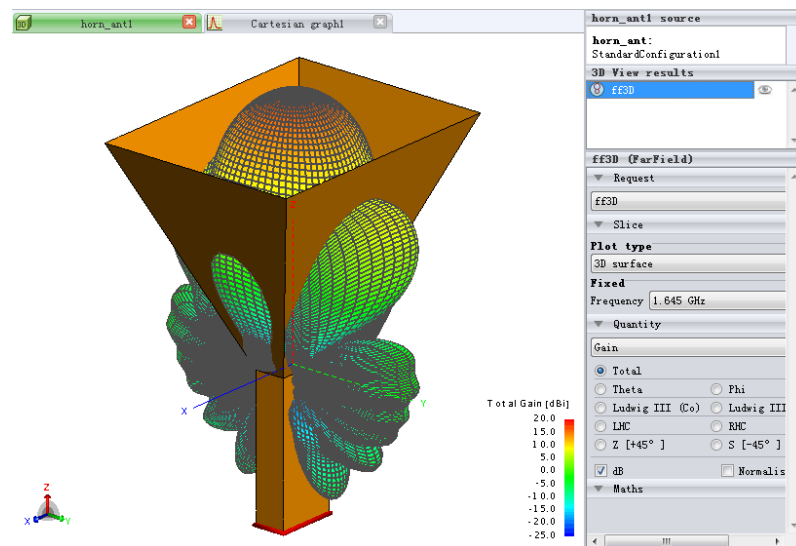 3D horn_ant1 Cartesian graph1
horn_ant1 source
horn_ant:
StandardConfiguration1
3D View results
ff3D
ff3D (FarField)
Request
ff3D
Slice
Plot type
3D surface
Fixed
Frequency 1.645 GHz
Quantity
Gain
Total
Theta Phi
Ludwig III (Co) Ludwig III
LHC RHC
Z [+45° ] S [-45° ]
dB Normalis
Maths
Z
X
Y
Total Gain [dBi]
20.0
15.0
10.0
5.0
0.0
-5.0
-10.0
-15.0
-20.0
-25.0
Z
X Y